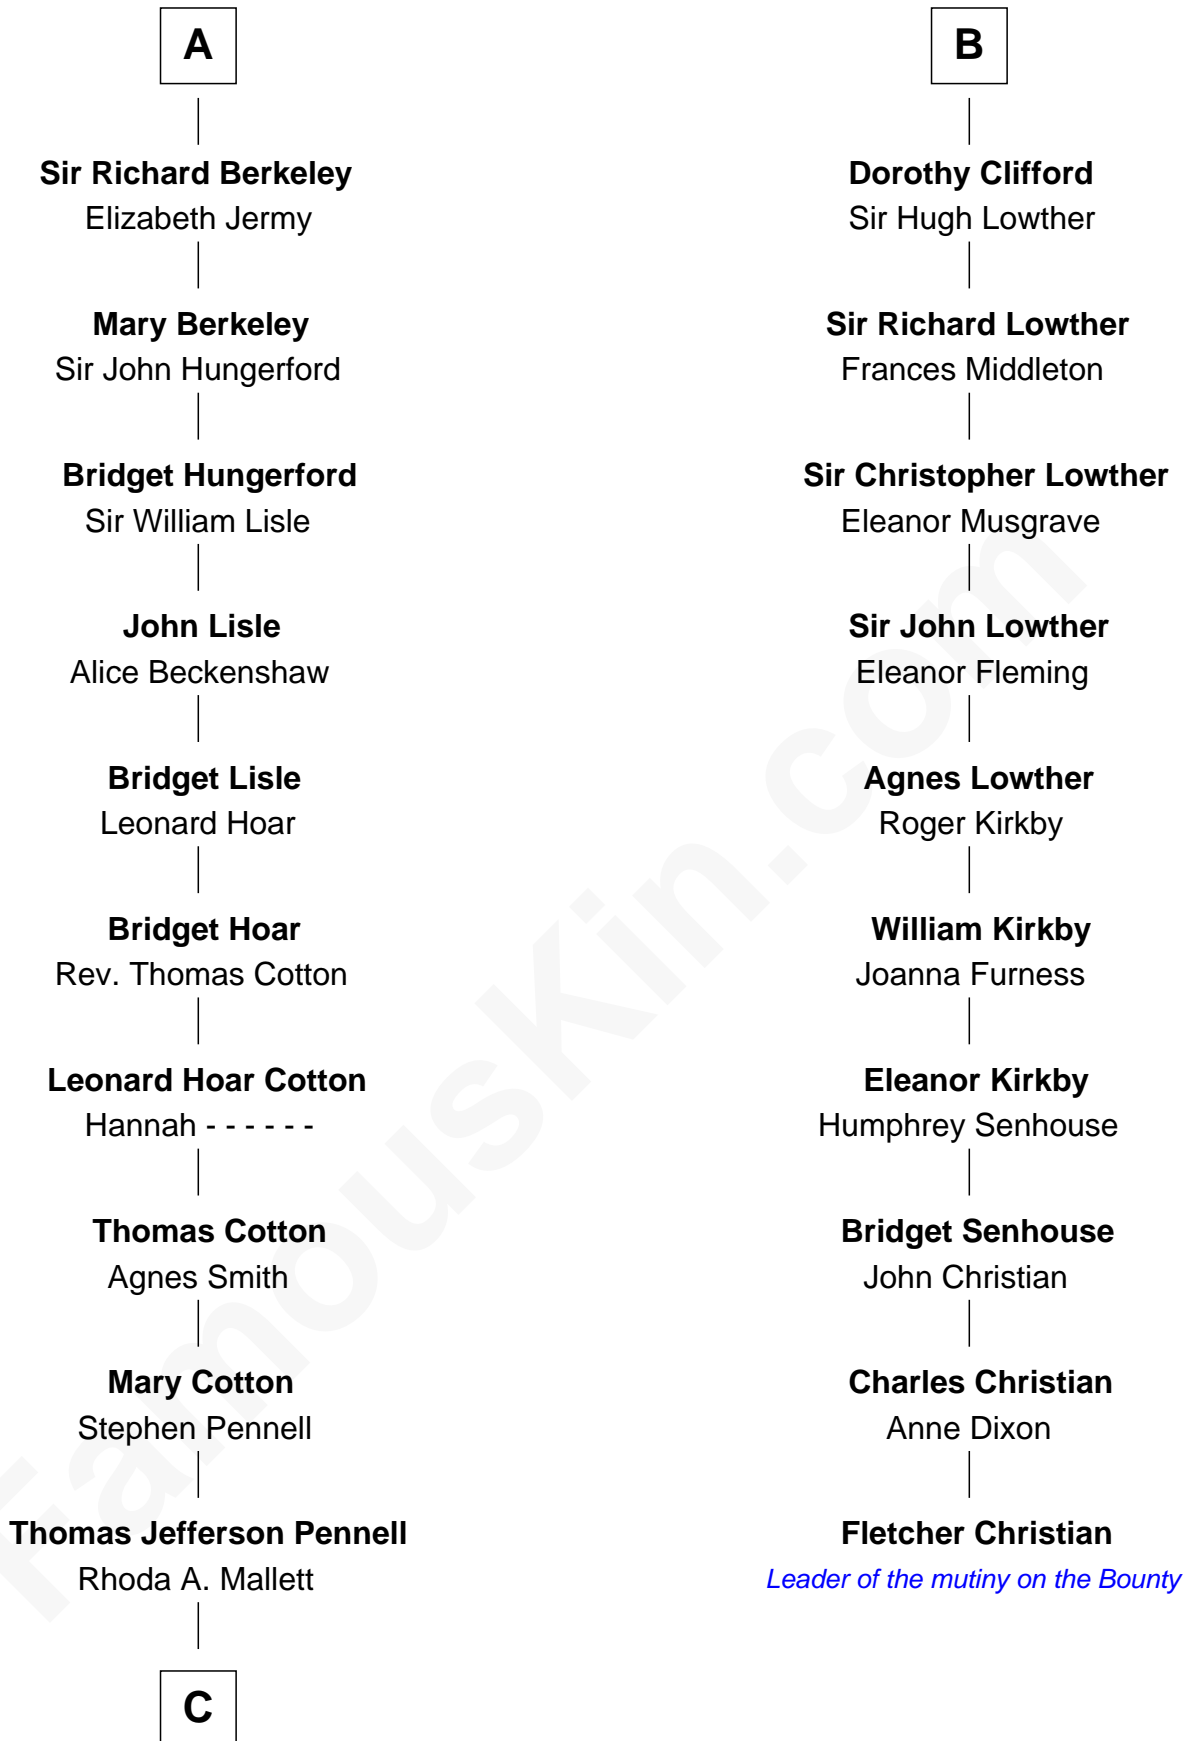 A
Sir Richard Berkeley
Elizabeth Jermy
Mary Berkeley
Sir John Hungerford
Bridget Hungerford
Sir William Lisle
John Lisle
Alice Beckenshaw
Bridget Lisle
Leonard Hoar
Bridget Hoar
Rev. Thomas Cotton
Leonard Hoar Cotton
Hannah - - - - - -
Thomas Cotton
Agnes Smith
Mary Cotton
Stephen Pennell
Thomas Jefferson Pennell
Rhoda A. Mallett
C
B
Dorothy Clifford
Sir Hugh Lowther
Sir Richard Lowther
Frances Middleton
Sir Christopher Lowther
Eleanor Musgrave
Sir John Lowther
Eleanor Fleming
Agnes Lowther
Roger Kirkby
William Kirkby
Joanna Furness
Eleanor Kirkby
Humphrey Senhouse
Bridget Senhouse
John Christian
Charles Christian
Anne Dixon
Fletcher Christian
Leader of the mutiny on the Bounty
FamousKin.com